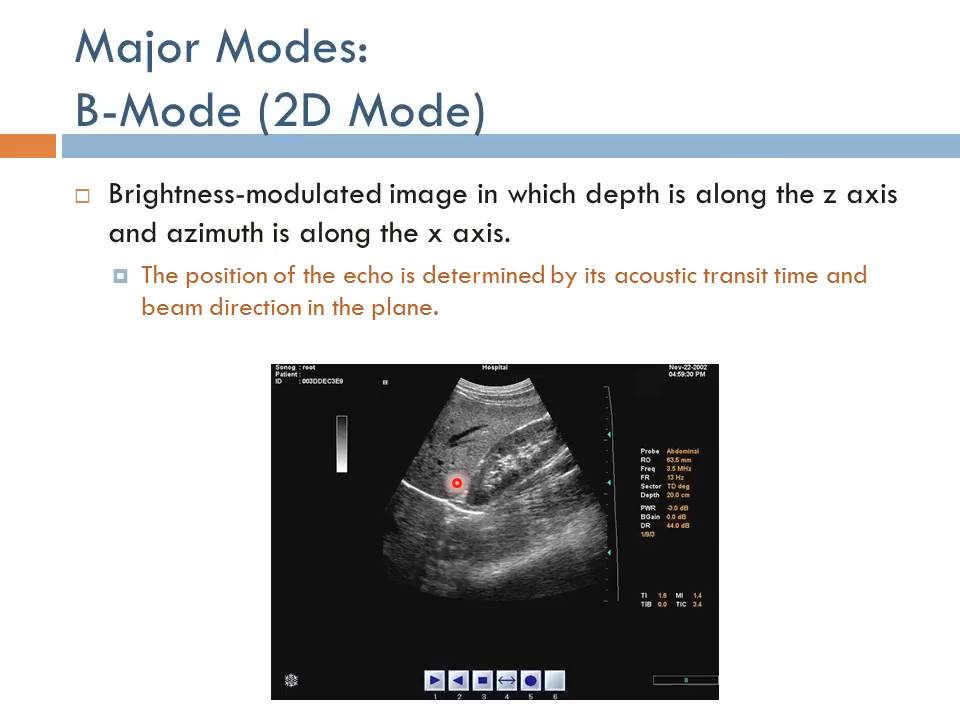 Major Modes:
B-Mode (2D Mode)
Brightness-modulated image in which depth is along the z axis
and azimuth is along the x axis.
The position of the echo is determined by its acoustic transit time and
beam direction in the plane.
Sonog : root
Hospital
Nov-22-2002
Patient :
04:59:30 PM
ID : 003DDEC3E9
Probe Abdominal
RO 63.5 mm
Freq 3.5 MHz
FR 13 Hz
Sector TD deg
Depth 20.0 cm
PWR -3.0 dB
BGain 0.0 dB
DR 44.0 dB
1/9/3
TI 1.6 MI 1.4
TIB 0.0 TIC 3.4
1 2 3 4 5 6